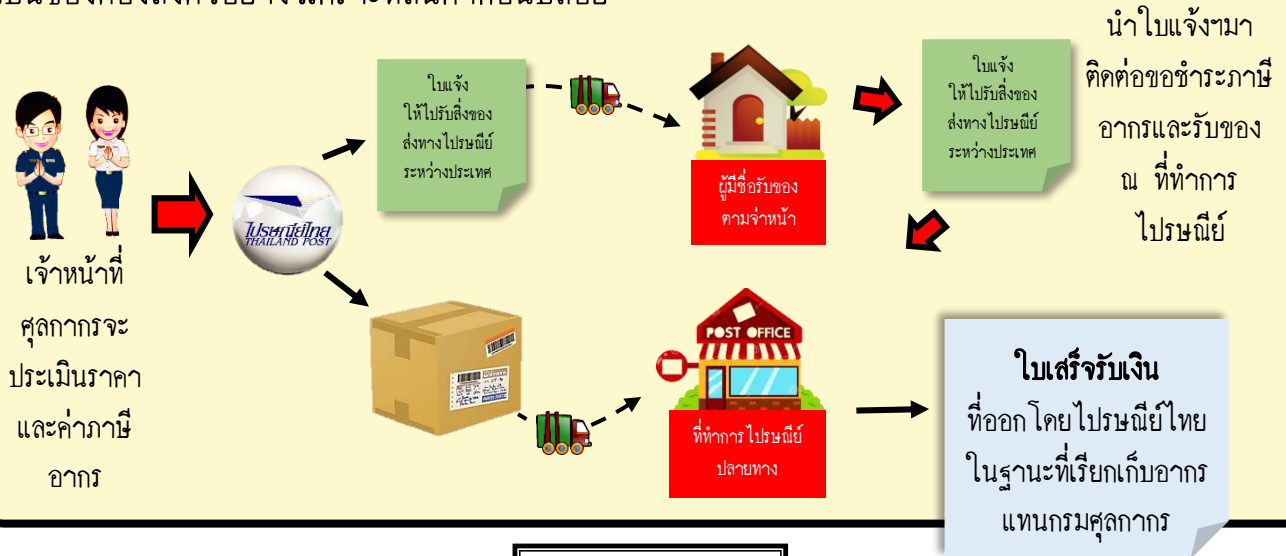 เจ้าหน้าที่
ศุลกากรจะ
ประเมินราคา
และค่าภาษี
อากร
ไปรษณีย์ไทย
THAILAND POST
ใบแจ้ง
ให้ไปรับสิ่งของ
ส่งทางไปรษณีย์
ระหว่างประเทศ
ผู้มีชื่อรับของ
ตามจ่าหน้า
ใบแจ้ง
ให้ไปรับสิ่งของ
ส่งทางไปรษณีย์
ระหว่างประเทศ
นำใบแจ้งฯมา
ติดต่อขอชำระภาษี
อากรและรับของ
ณ ที่ทำการ
ไปรษณีย์
POST OFFICE
ที่ทำการไปรษณีย์
ปลายทาง
ใบเสร็จรับเงิน
ที่ออกโดยไปรษณีย์ไทย
ในฐานะที่เรียกเก็บอากร
แทนกรมศุลกากร